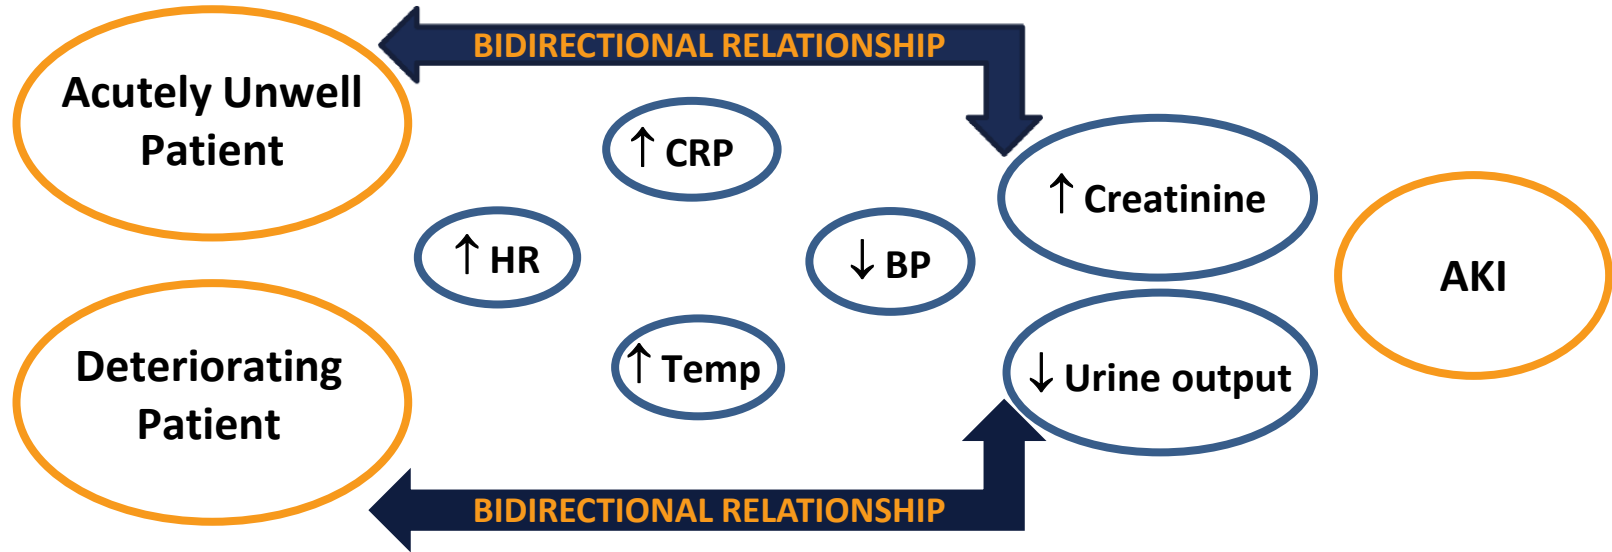 BIDIRECTIONAL RELATIONSHIP
Acutely Unwell
Patient
↑ CRP
↑ Creatinine
↑ HR
↓ BP
AKI
Deteriorating
Patient
↑ Temp
↓ Urine output
BIDIRECTIONAL RELATIONSHIP